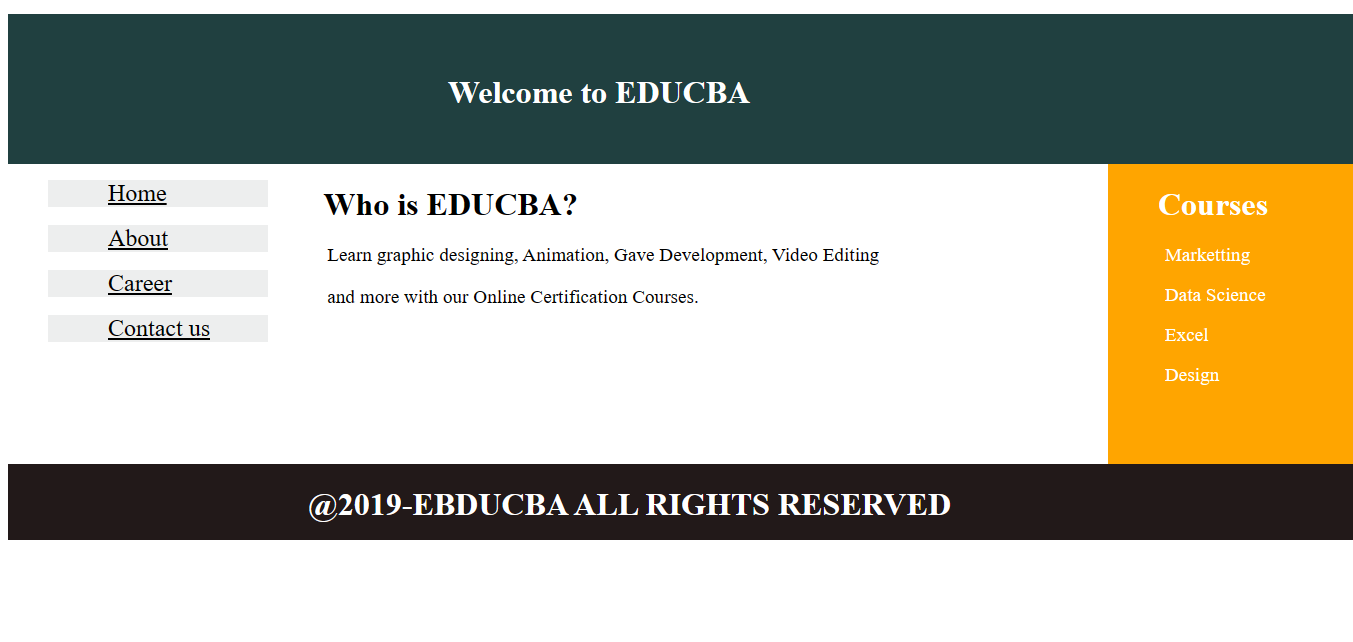 Welcome to EDUCBA
Home
About
Career
Contact us
Who is EDUCBA?
Learn graphic designing, Animation, Gave Development, Video Editing
and more with our Online Certification Courses.
Courses
Marketting
Data Science
Excel
Design
@2019-EBDUCBA ALL RIGHTS RESERVED